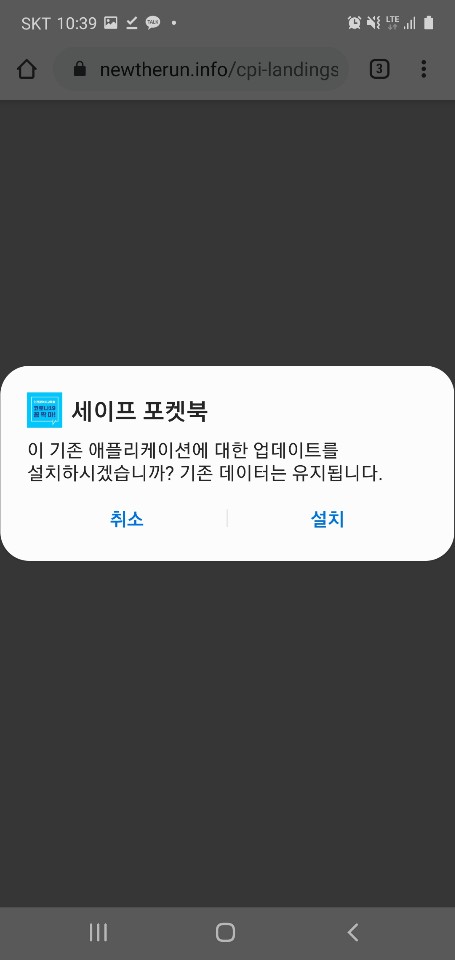 SKT 10:39
TALK
LTE
newtherun.info/cpi-landings
3
세이프 포켓북
이 기존 애플리케이션에 대한 업데이트를
설치하시겠습니까? 기존 데이터는 유지됩니다.
취소
설치